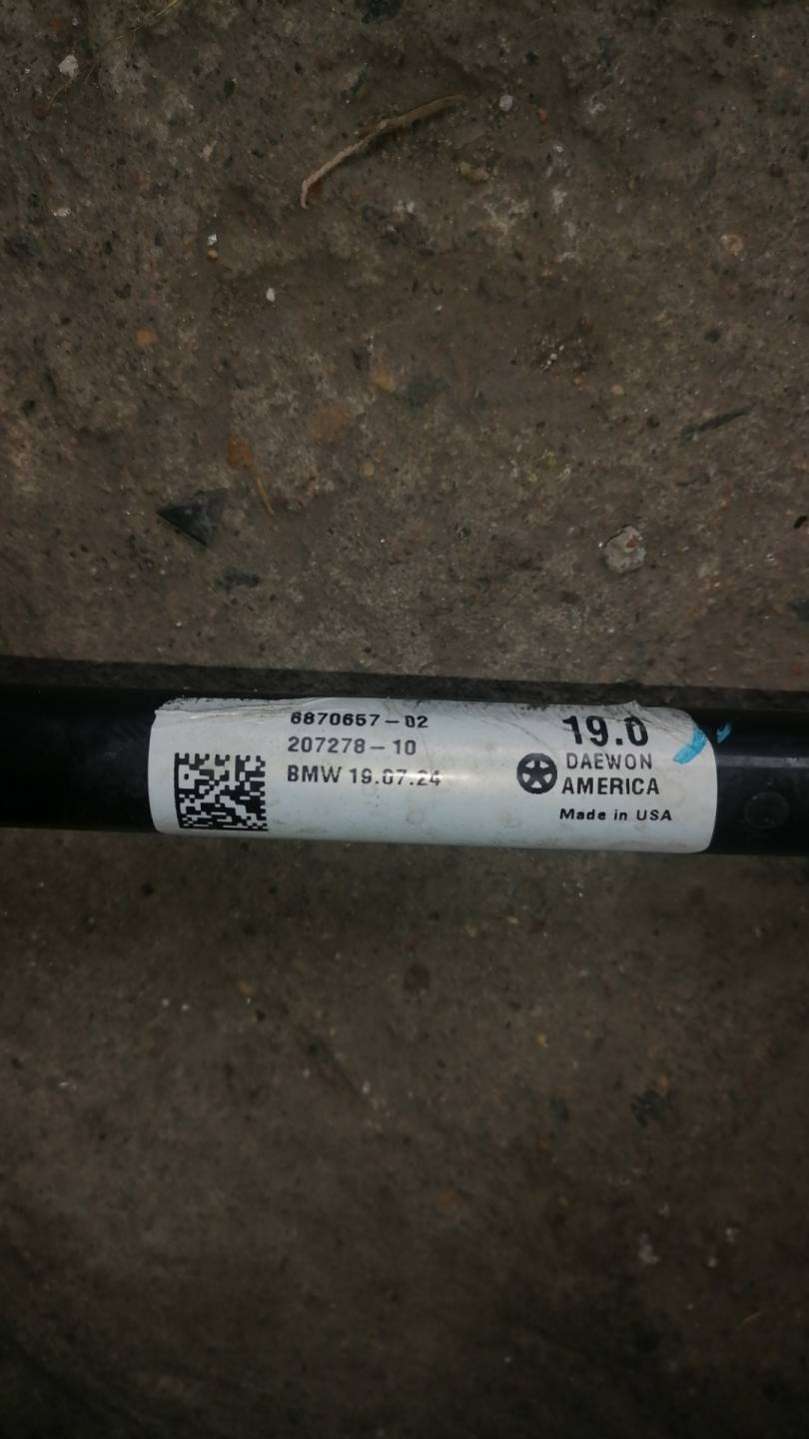 6870657-02
207278-10
BMW 19.07.24
19.0
DAEWON
AMERICA
Made in USA